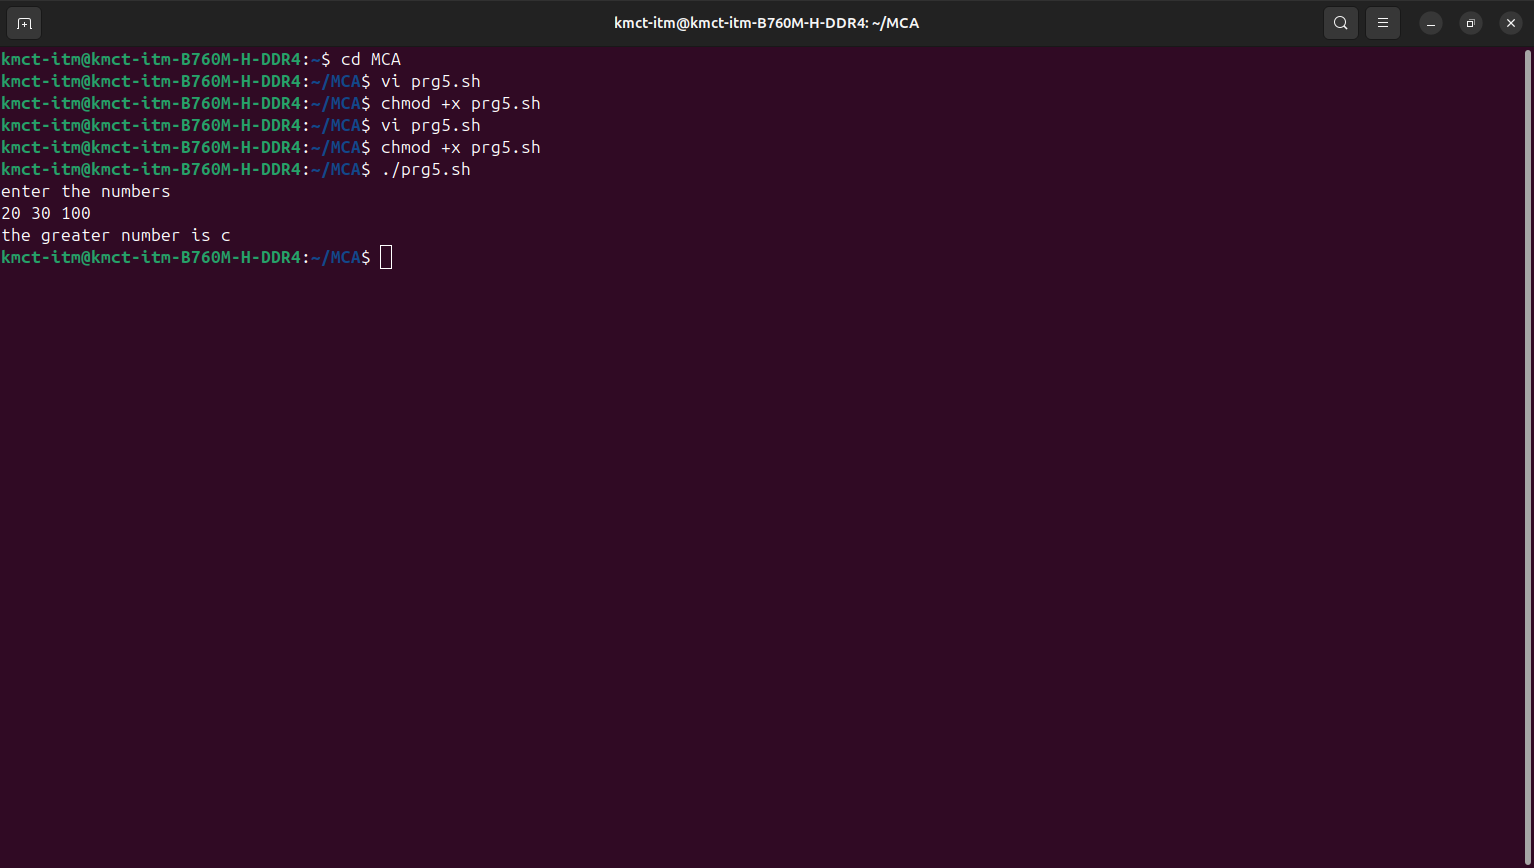 kmct-itm@kmct-itm-B760M-H-DDR4: ~/MCA
kmct-itm@kmct-itm-B760M-H-DDR4:~$ cd MCA
kmct-itm@kmct-itm-B760M-H-DDR4:~/MCA$ vi prg5.sh
kmct-itm@kmct-itm-B760M-H-DDR4:~/MCA$ chmod +x prg5.sh
kmct-itm@kmct-itm-B760M-H-DDR4:~/MCA$ vi prg5.sh
kmct-itm@kmct-itm-B760M-H-DDR4:~/MCA$ chmod +x prg5.sh
kmct-itm@kmct-itm-B760M-H-DDR4:~/MCA$ ./prg5.sh
enter the numbers
20 30 100
the greater number is c
kmct-itm@kmct-itm-B760M-H-DDR4:~/MCA$